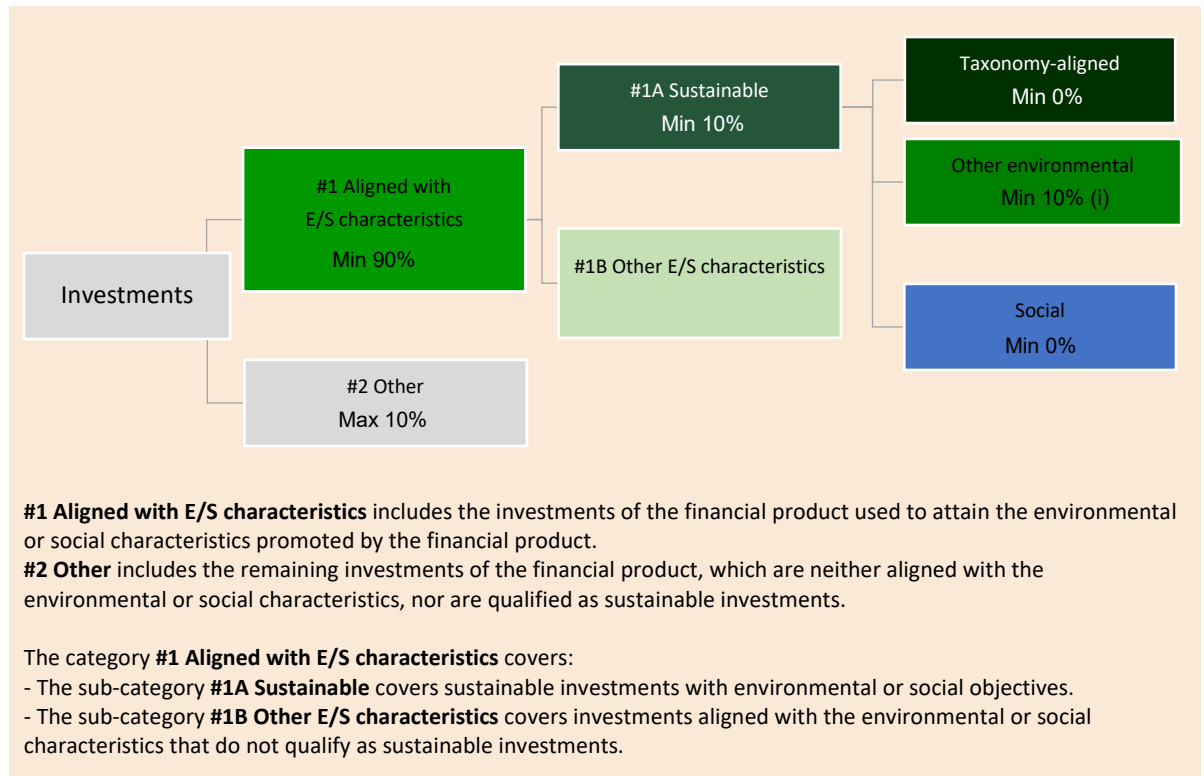 Investments
#1 Aligned with
E/S characteristics
Min 90%
#2 Other
Max 10%
#1A Sustainable
Min 10%
#1B Other E/S characteristics
Taxonomy-aligned
Min 0%
Other environmental
Min 10% (i)
Social
Min 0%
#1 Aligned with E/S characteristics includes the investments of the financial product used to attain the environmental
or social characteristics promoted by the financial product.
#2 Other includes the remaining investments of the financial product, which are neither aligned with the
environmental or social characteristics, nor are qualified as sustainable investments.
The category #1 Aligned with E/S characteristics covers:
- The sub-category #1A Sustainable covers sustainable investments with environmental or social objectives.
- The sub-category #1B Other E/S characteristics covers investments aligned with the environmental or social
characteristics that do not qualify as sustainable investments.